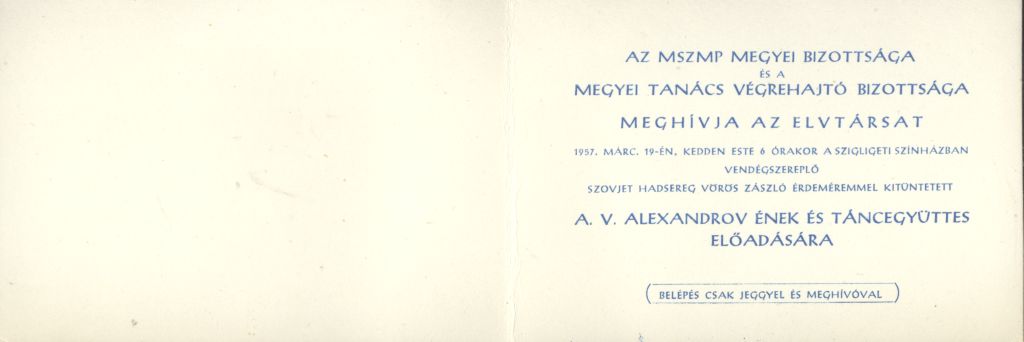 AZ MSZMP MEGYEI BIZOTTSÁGA
ÉS A
MEGYEI TANÁCS VÉGREHAJTÓ BIZOTTSÁGA
MEGHÍVJA AZ ELVTÁRSAT
1957. MÁRC. 19-ÉN, KEDDEN ESTE 6 ÓRAKOR A SZIGLIGETI SZINHÁZBAN
VENDÉGSZEREPLŐ
SZOVJET HADSEREG VÖRÖS ZÁSZLÓ ÉRDEMÉREMMEL KITÜNTETETT
A. V. ALEXANDROV ÉNEK ÉS TÁNCEGYÜTTES
ELŐADÁSÁRA
BELÉPÉS CSAK JEGGYEL ÉS MEGHÍVÓVAL